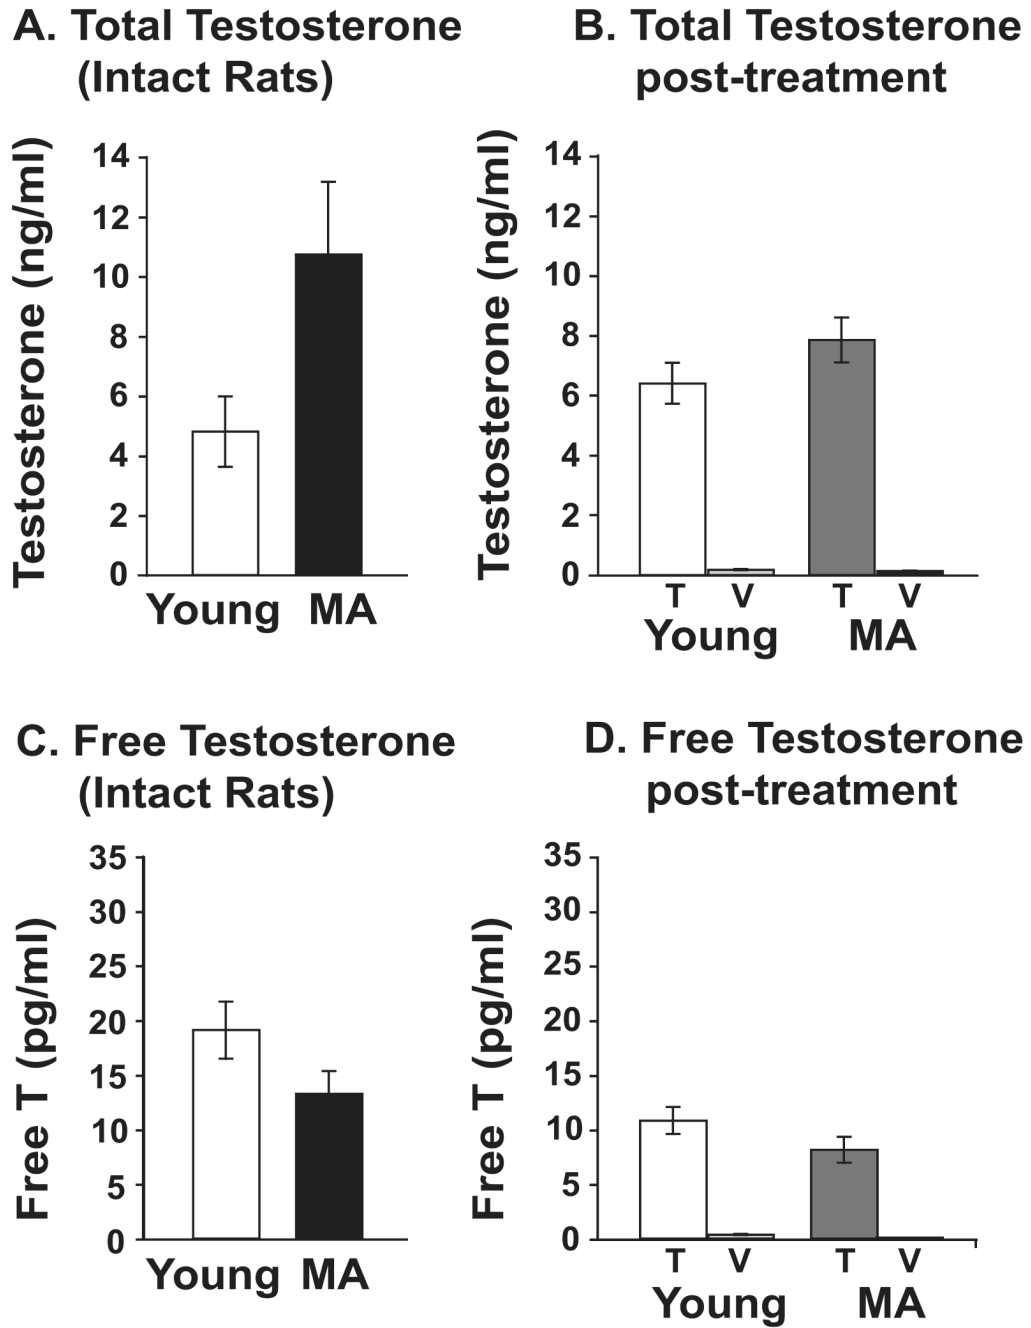 A. Total Testosterone
(Intact Rats)
Testosterone (ng/ml)
14
12
10
8
6
4
2
0
Young MA
B. Total Testosterone
post-treatment
Testosterone (ng/ml)
14
12
10
8
6
4
2
0
T V T V
Young MA
C. Free Testosterone
(Intact Rats)
Free T (pg/ml)
35
30
25
20
15
10
5
0
Young MA
D. Free Testosterone
post-treatment
Free T (pg/ml)
35
30
25
20
15
10
5
0
T V T V
Young MA